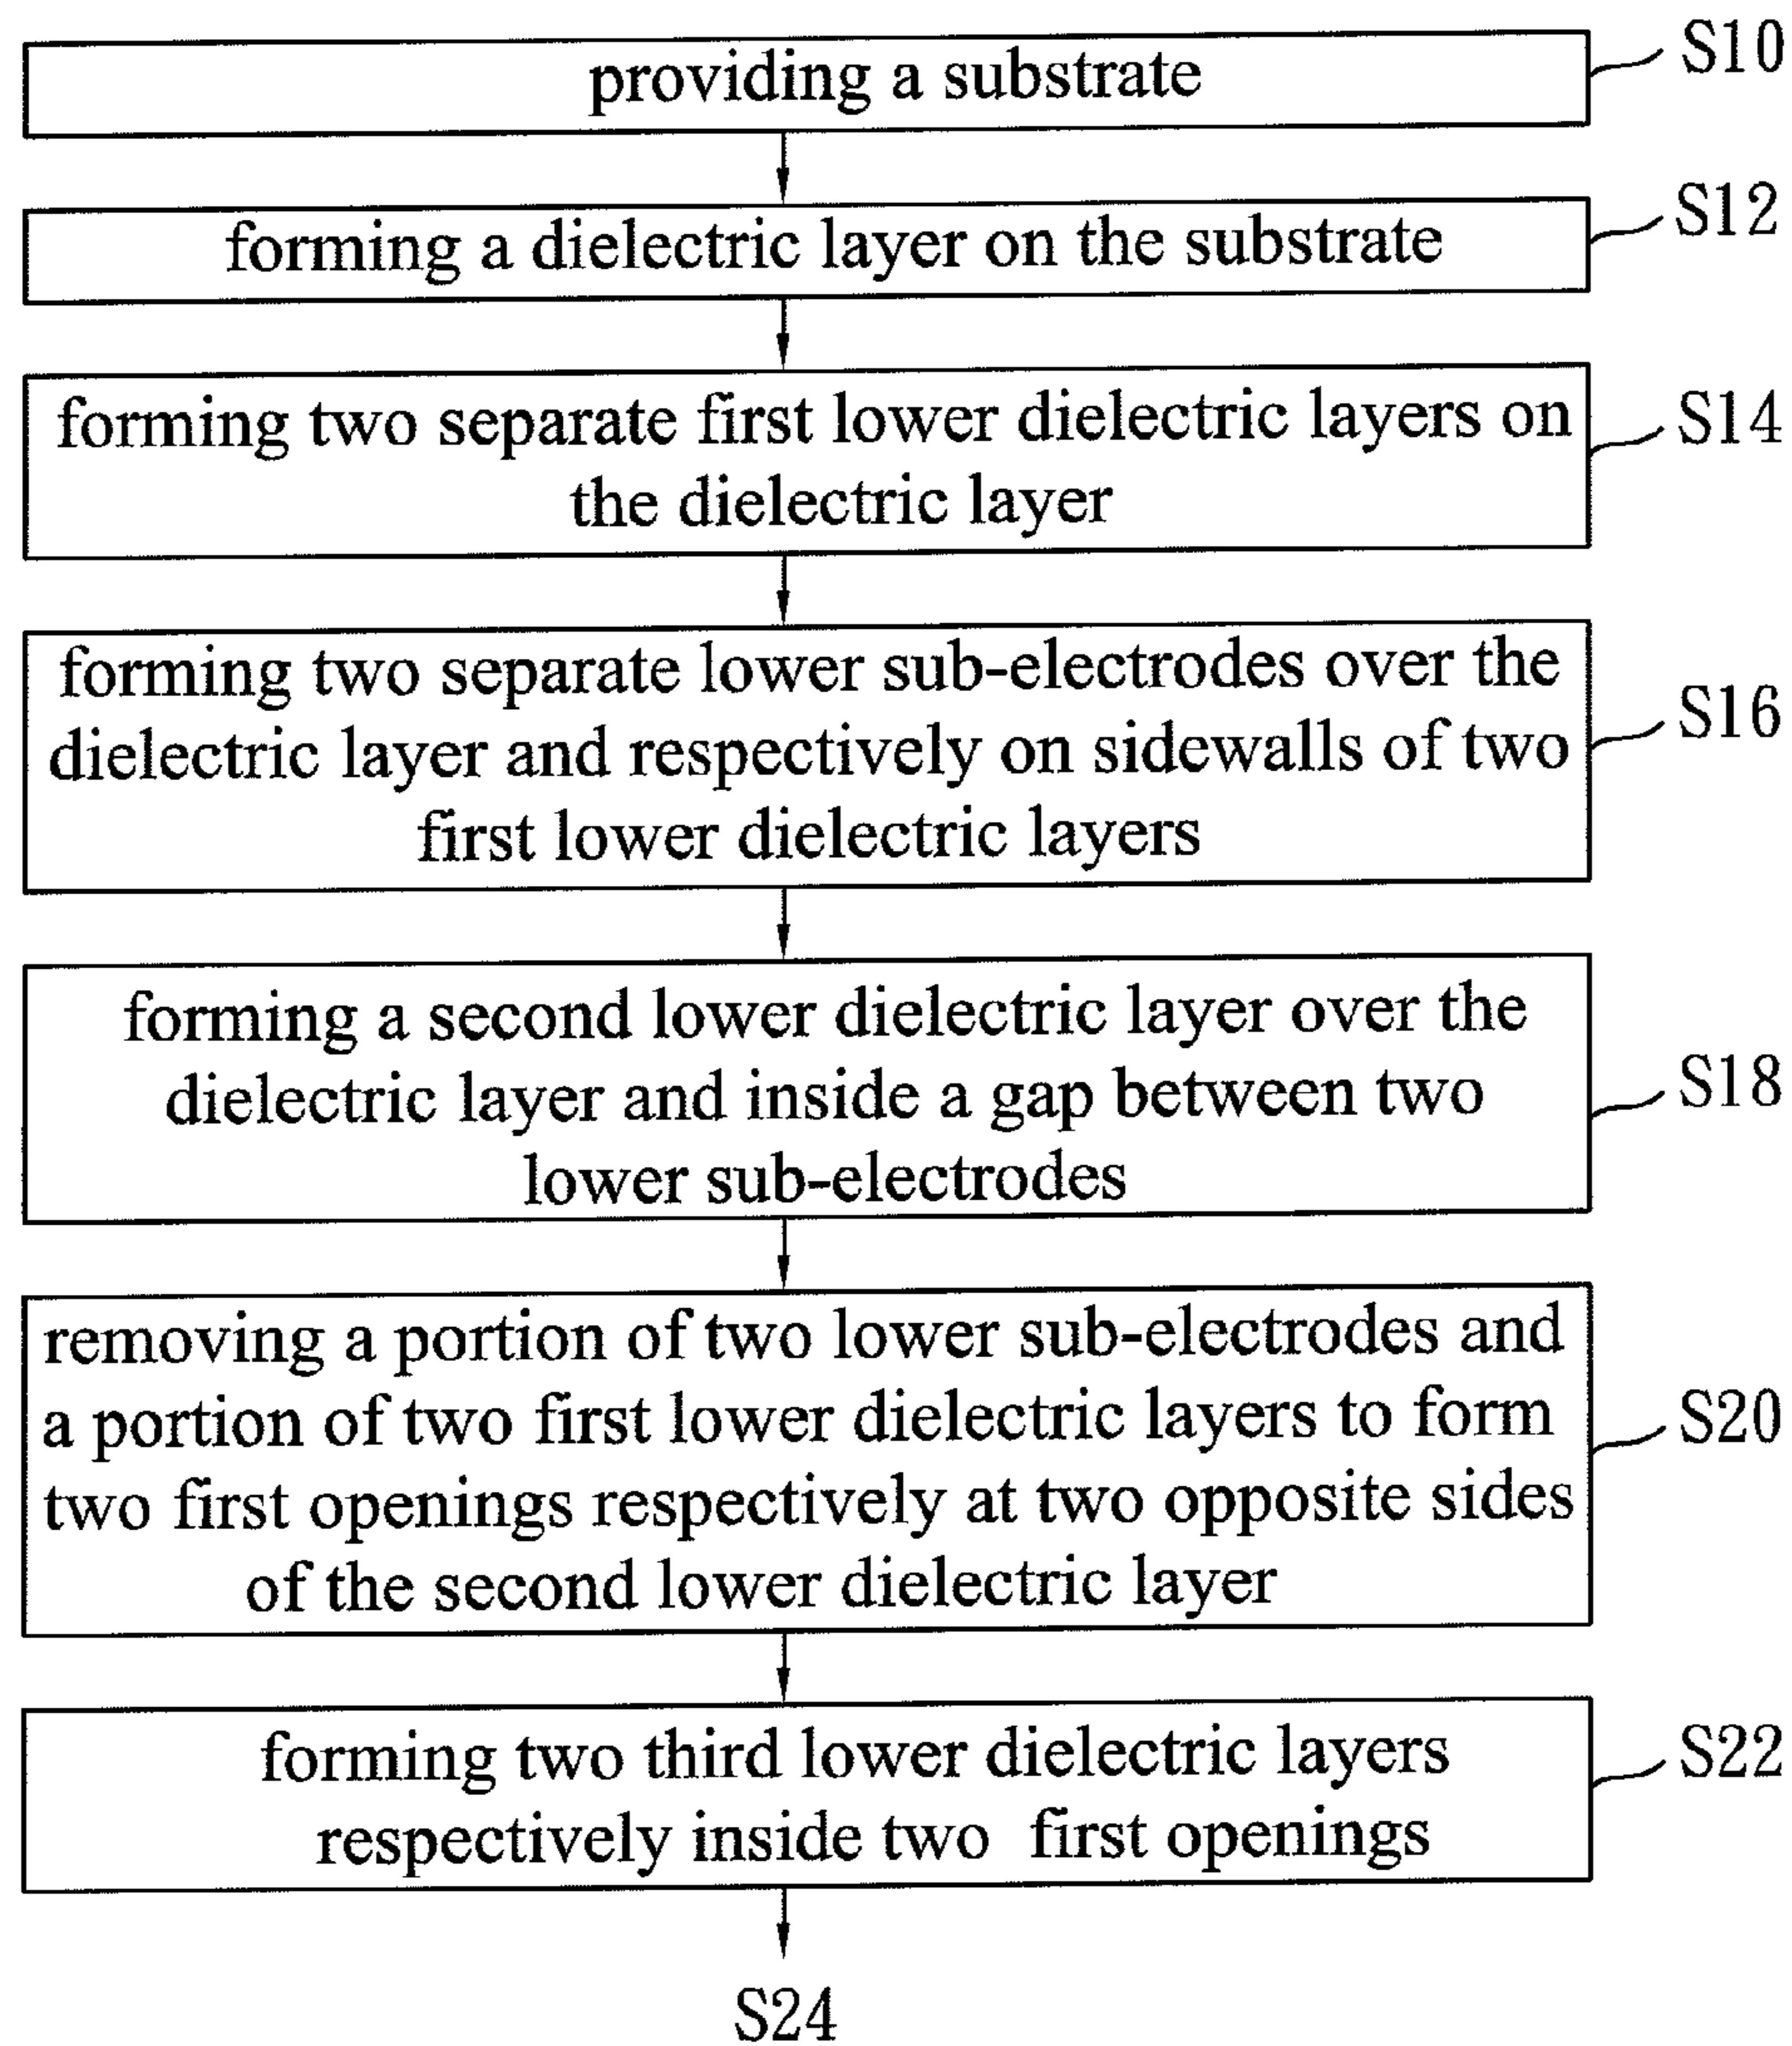 providing a substrate
S10
forming a dielectric layer on the substrate
S12
forming two separate first lower dielectric layers on
the dielectric layer
S14
forming two separate lower sub-electrodes over the
dielectric layer and respectively on sidewalls of two
first lower dielectric layers
S16
forming a second lower dielectric layer over the
dielectric layer and inside a gap between two
lower sub-electrodes
S18
removing a portion of two lower sub-electrodes and
a portion of two first lower dielectric layers to form
two first openings respectively at two opposite sides
of the second lower dielectric layer
S20
forming two third lower dielectric layers
respectively inside two first openings
S22
S24